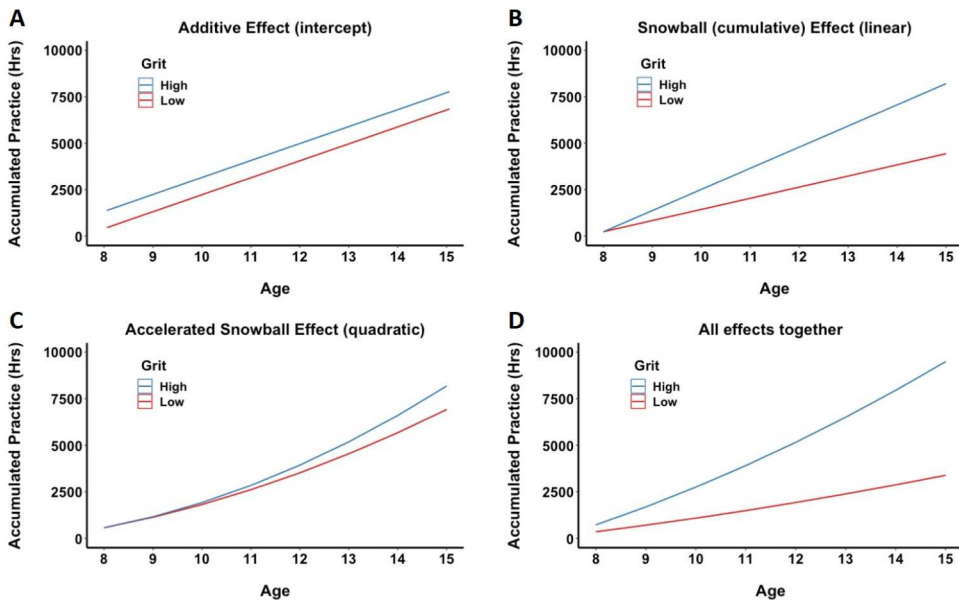 A
Additive Effect (intercept)
Accumulated Practice (Hrs)
10000
7500
5000
2500
0
Grit
High
Low
8 9 10 11 12 13 14 15
Age
B
Snowball (cumulative) Effect (linear)
Accumulated Practice (Hrs)
10000
7500
5000
2500
0
Grit
High
Low
8 9 10 11 12 13 14 15
Age
C
Accelerated Snowball Effect (quadratic)
Accumulated Practice (Hrs)
10000
7500
5000
2500
0
Grit
High
Low
8 9 10 11 12 13 14 15
Age
D
All effects together
Accumulated Practice (Hrs)
10000
7500
5000
2500
0
Grit
High
Low
8 9 10 11 12 13 14 15
Age